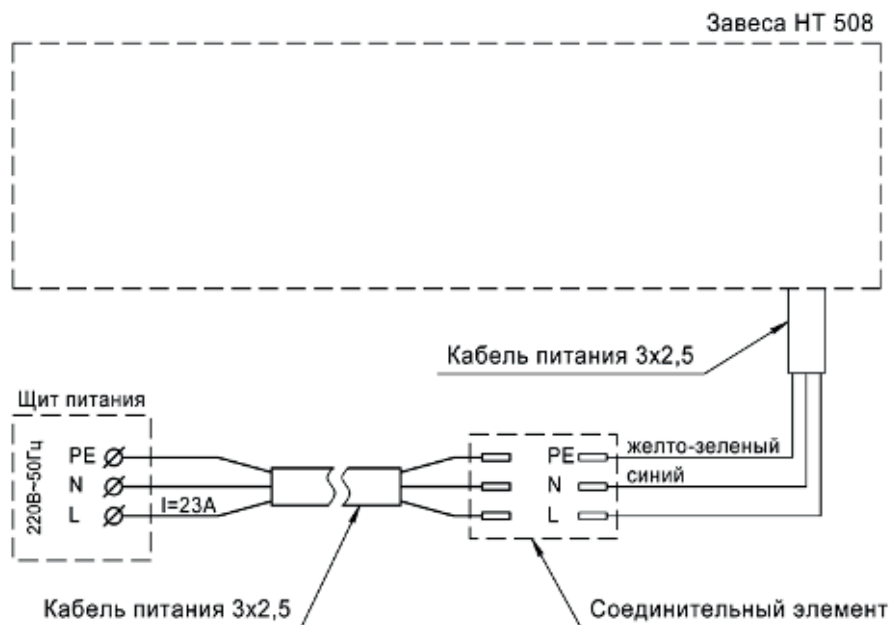 Завеса НТ 508
Кабель питания 3х2,5
Щит питания
220В~50Гц
PE
N
L
I=23А
PE
N
L
желто-зеленый
синий
Кабель питания 3х2,5
Соединительный элемент